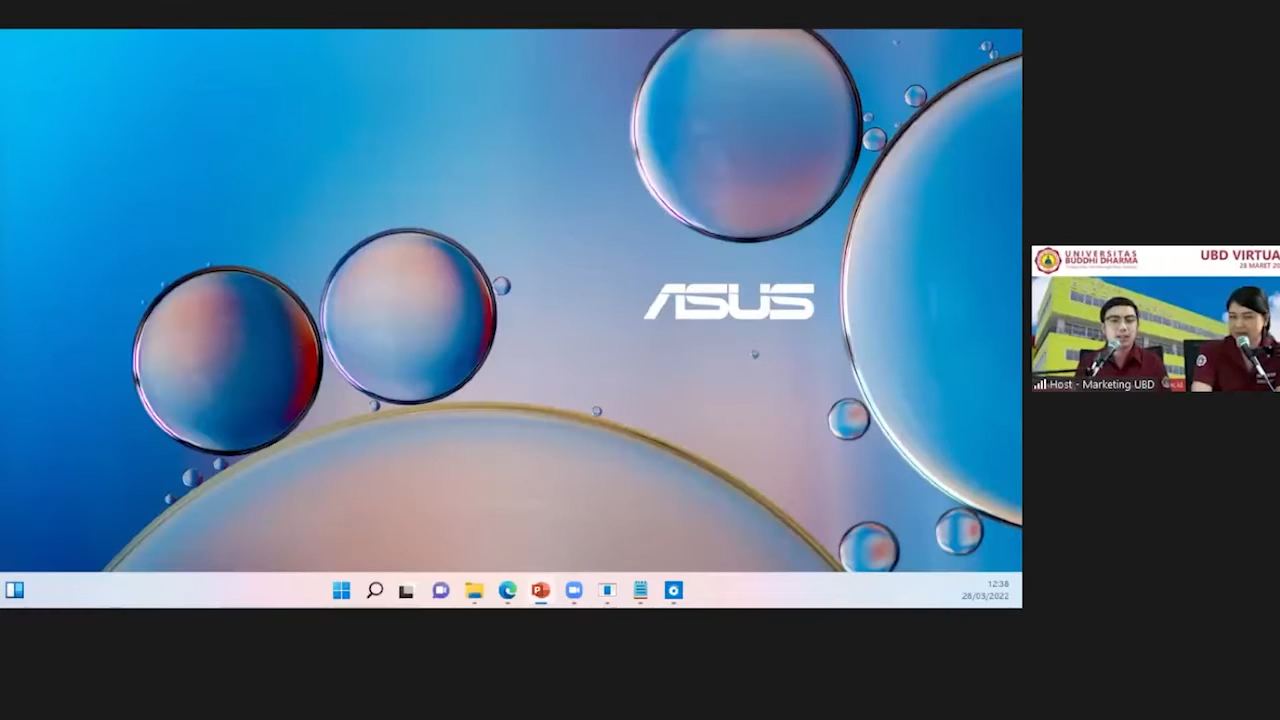 ASUS
12:38
28/03/2022
UNIVERSITAS
BUDDHI DHARMA
UBD VIRTUA
28 MARET 20
Host - Marketing UBD